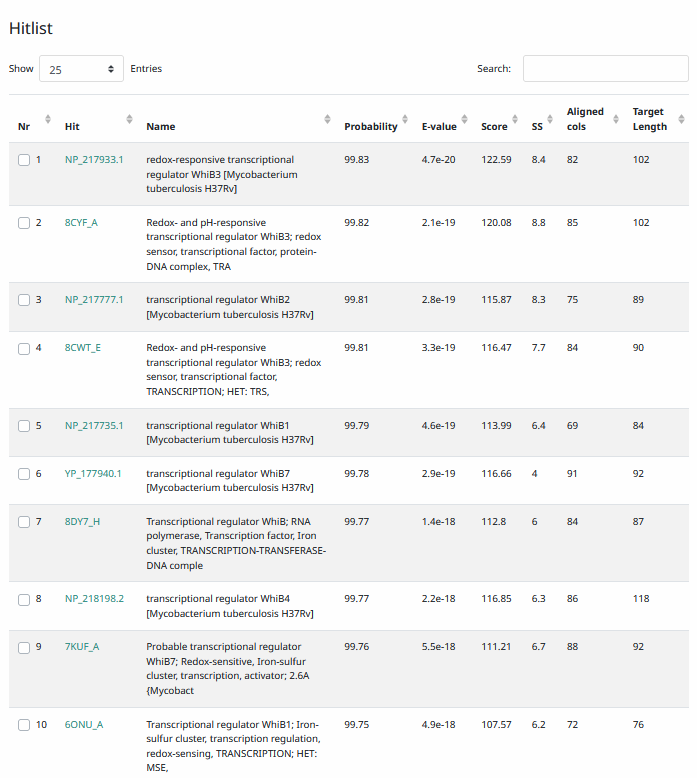 Hitlist
Show 25 Entries Search:
Nr Hit Name Probability E-value Score SS Aligned cols Target Length
1 NP_217933.1 redox-responsive transcriptional 99.83 4.7e-20 122.59 8.4 82 102
regulator WhiB3 [Mycobacterium
tuberculosis H37Rv]
2 8CYF_A Redox- and pH-responsive 99.82 2.1e-19 120.08 8.8 85 102
transcriptional regulator WhiB3; redox
sensor, transcriptional factor, protein-
DNA complex, TRA
3 NP_217777.1 transcriptional regulator WhiB2 99.81 2.8e-19 115.87 8.3 75 89
[Mycobacterium tuberculosis H37Rv]
4 8CWT_E Redox- and pH-responsive 99.81 3.3e-19 116.47 7.7 84 90
transcriptional regulator WhiB3; redox
sensor, transcriptional factor,
TRANSCRIPTION; HET: TRS,
5 NP_217735.1 transcriptional regulator WhiB1 99.79 4.6e-19 113.99 6.4 69 84
[Mycobacterium tuberculosis H37Rv]
6 YP_177940.1 transcriptional regulator WhiB7 99.78 2.9e-19 116.66 4 91 92
[Mycobacterium tuberculosis H37Rv]
7 8DY7_H Transcriptional regulator WhiB; RNA 99.77 1.4e-18 112.8 6 84 87
polymerase, Transcription factor, Iron
cluster, TRANSCRIPTION-TRANSFERASE-
DNA comple
8 NP_218198.2 transcriptional regulator WhiB4 99.77 2.2e-18 116.85 6.3 86 118
[Mycobacterium tuberculosis H37Rv]
9 7KUF_A Probable transcriptional regulator 99.76 5.5e-18 111.21 6.7 88 92
WhiB7; Redox-sensitive, Iron-sulfur
cluster, transcription, activator; 2.6A
{Mycobact
10 6ONU_A Transcriptional regulator WhiB1; Iron- 99.75 4.9e-18 107.57 6.2 72 76
sulfur cluster, transcription regulation,
redox-sensing, TRANSCRIPTION; HET:
MSE,